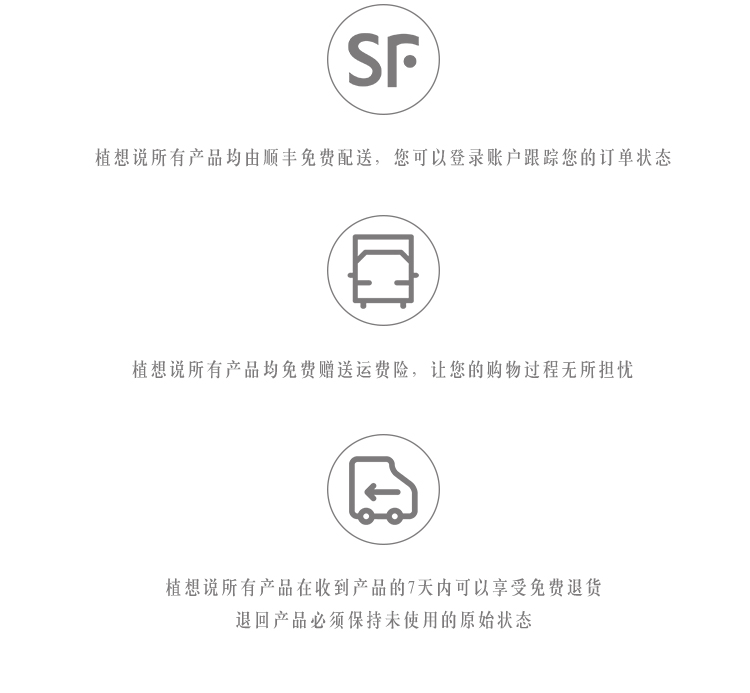 SF
植想说所有产品均由顺丰免费配送，您可以登录账户跟踪您的订单状态
植想说所有产品均免费赠送运费险，让您的购物过程无所担忧
植想说所有产品在收到产品的7天内可以享受免费退货
退回产品必须保持未使用的原始状态